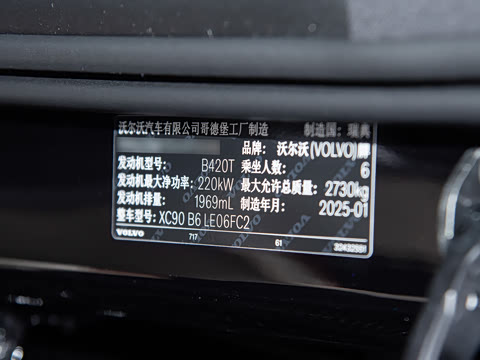 沃尔沃汽车有限公司哥德堡工厂制造 制造国：瑞典
品牌：沃尔沃(VOLVO)牌
发动机型号： B420T 乘坐人数： 6
发动机最大净功率：220kW 最大允许总质量：2730kg
发动机排量： 1969mL 制造年月： 2025-01
整车型号：XC90 B6 LE06FC2
VOLVO 717 61 32432581